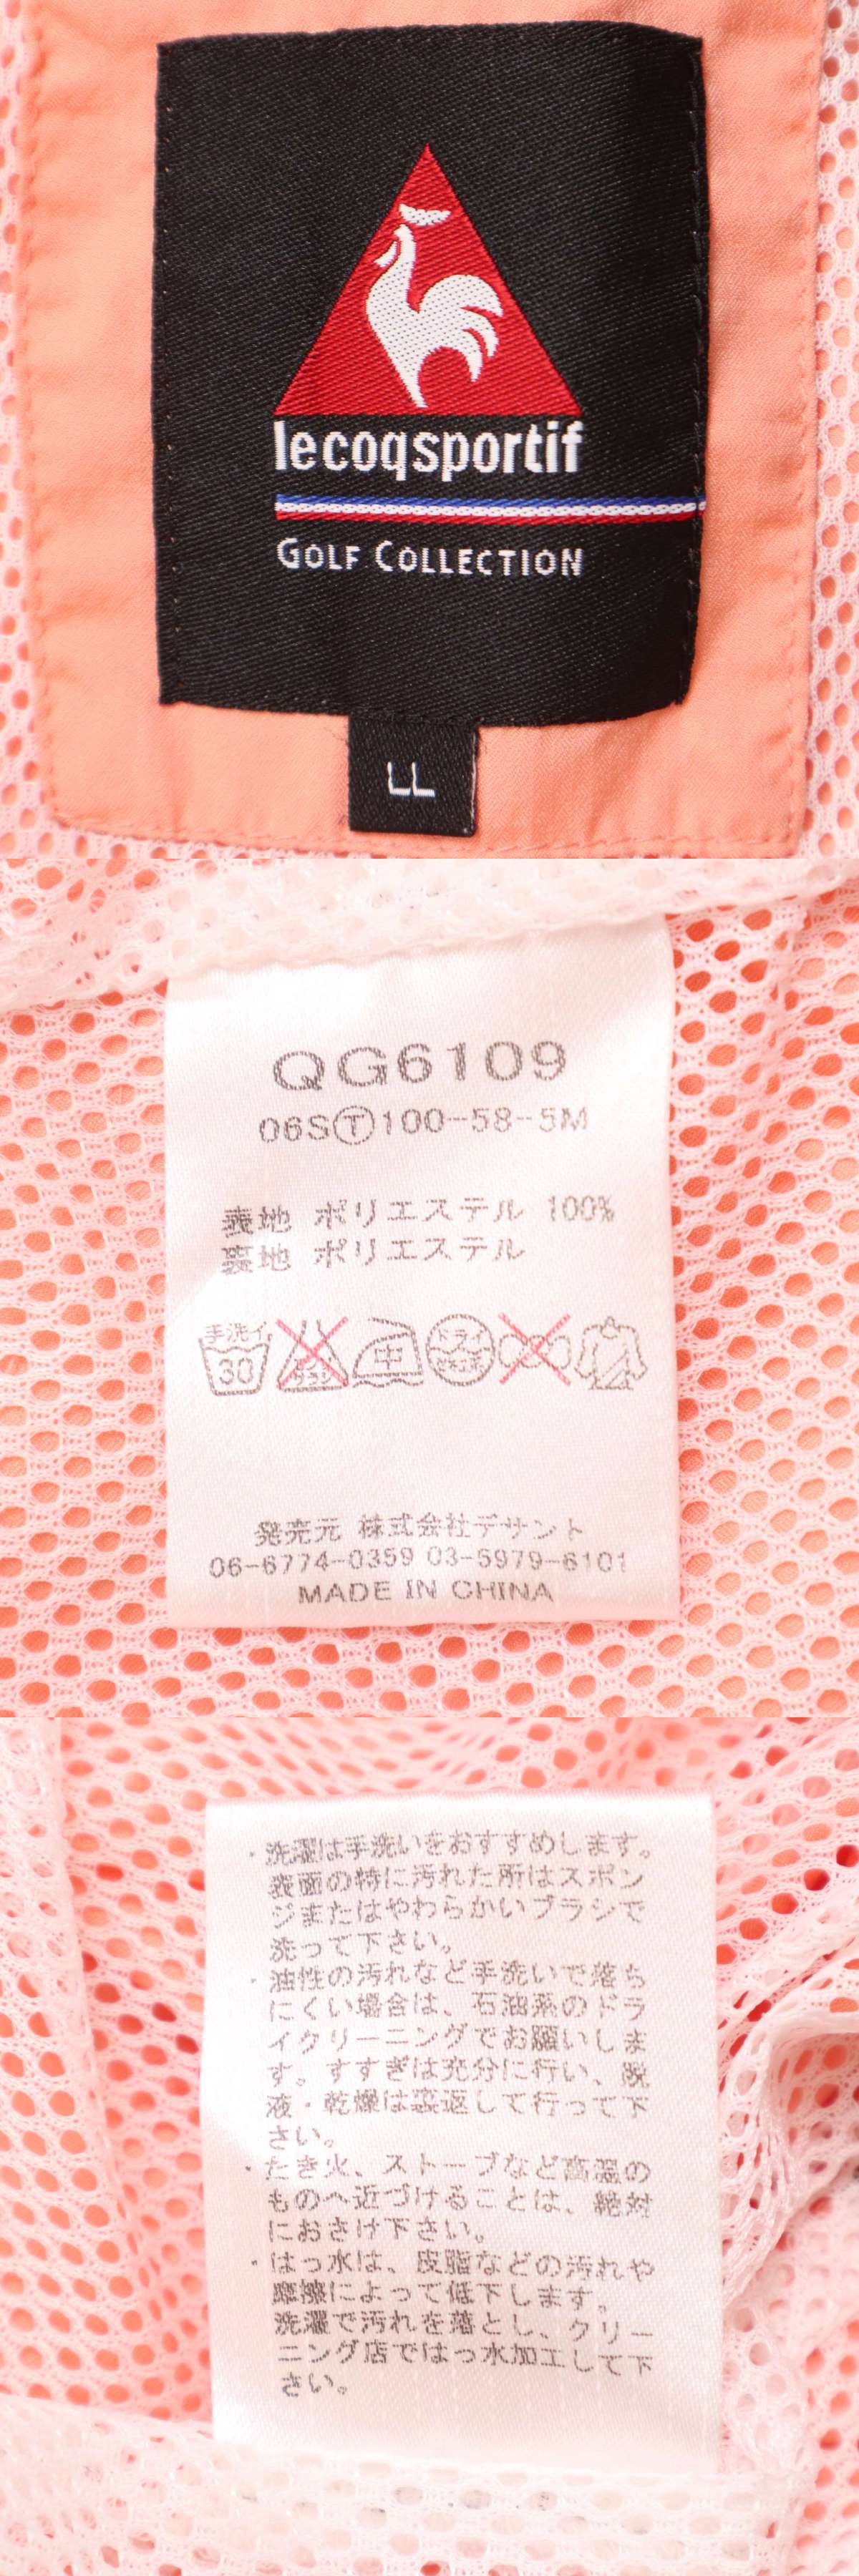 lecoqsportif
GOLF COLLECTION
LL
QG6109
06SⓉ100-58-5M
表地 ポリエステル 100%
裏地 ポリエステル
手洗イ
30
中
ドライ
発売元 株式会社デサント
06-6774-0359 03-5979-6101
MADE IN CHINA
・洗濯は手洗いをおすすめします。
表面の特に汚れた所はスポン
ジまたはやわらかいブラシで
洗って下さい。
・油性の汚れなど手洗いで落ち
にくい場合は、石油系のドラ
イクリーニングでお願いしま
す。すすぎは充分に行い、脱
液・乾燥は裏返して行って下
さい。
・たき火、ストーブなど高温の
ものへ近づけることは、絶対
におさけ下さい。
・はっ水は、皮脂などの汚れや
摩擦によって低下します。
洗濯で汚れを落とし、クリー
ニング店ではっ水加工して下
さい。